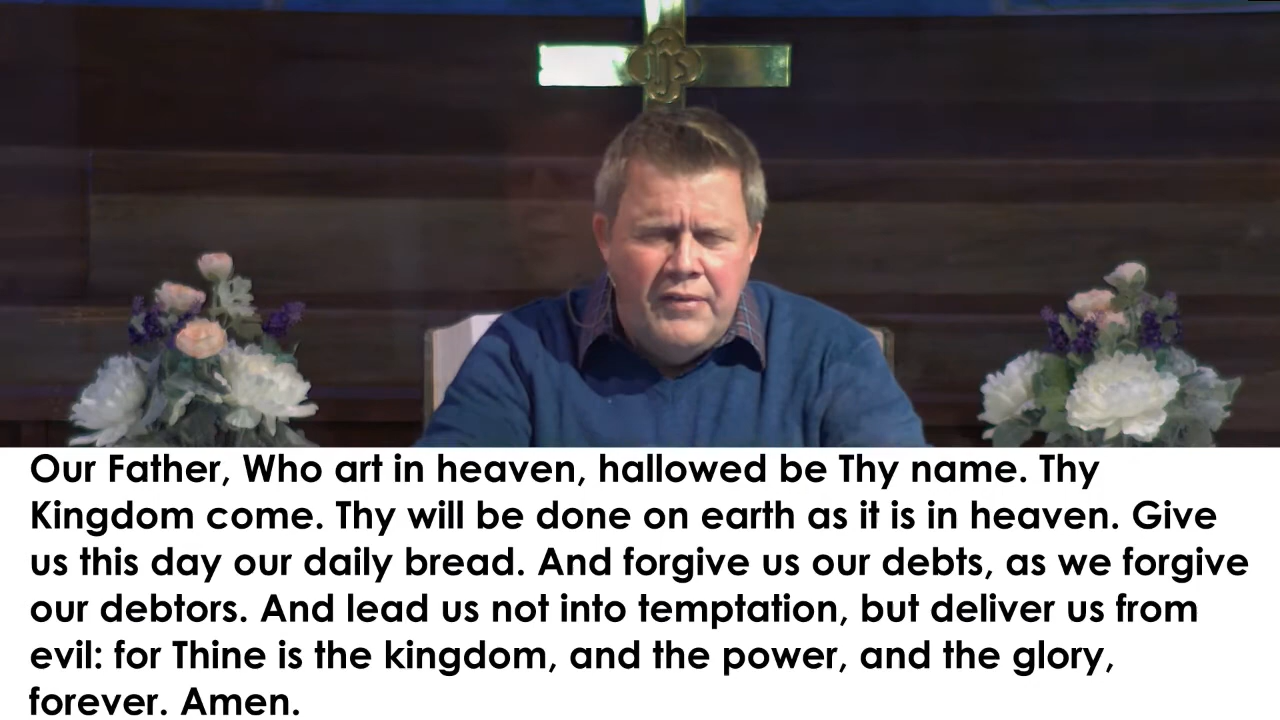 IHS
Our Father, Who art in heaven, hallowed be Thy name. Thy
Kingdom come. Thy will be done on earth as it is in heaven. Give
us this day our daily bread. And forgive us our debts, as we forgive
our debtors. And lead us not into temptation, but deliver us from
evil: for Thine is the kingdom, and the power, and the glory,
forever. Amen.